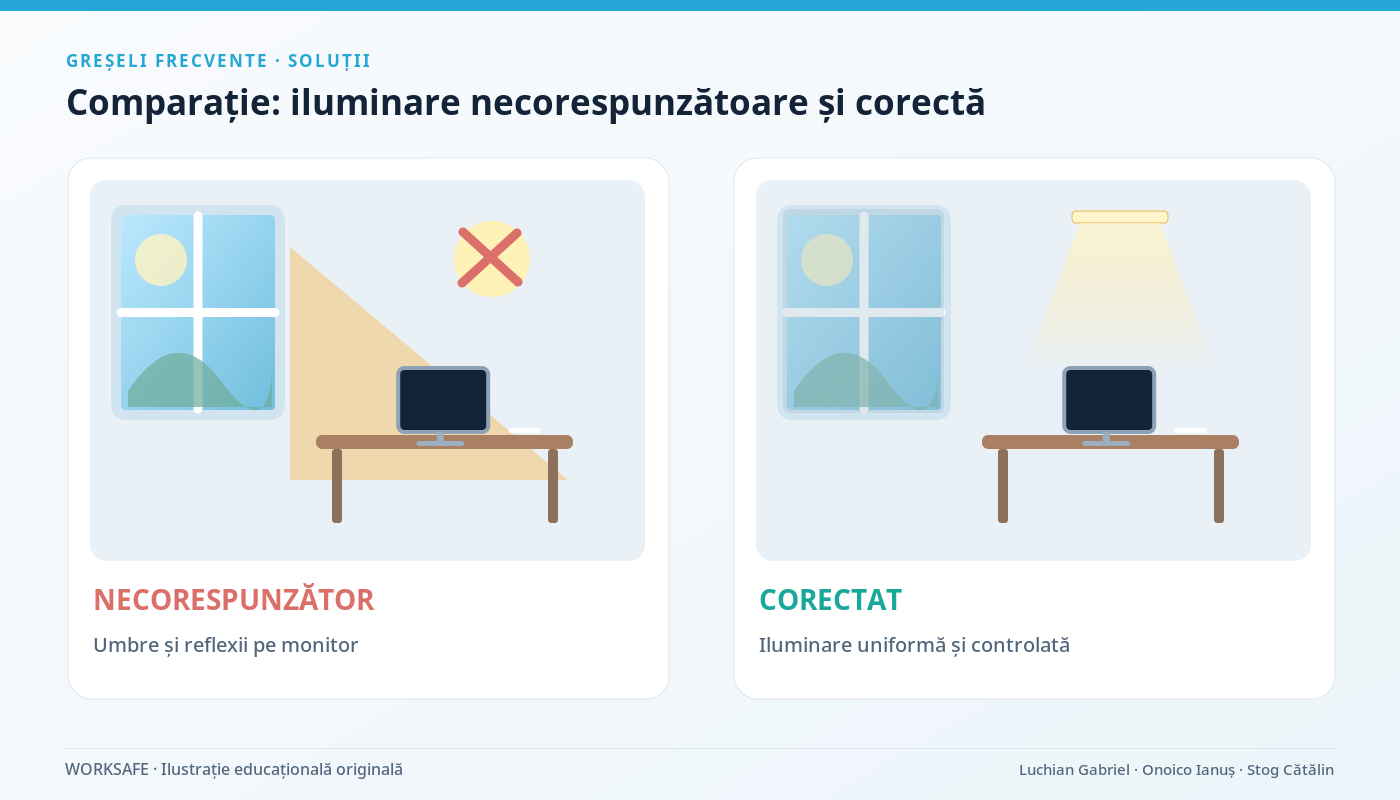 GREȘELI FRECVENTE · SOLUȚII
Comparație: iluminare necorespunzătoare și corectă
NECORESPUNZĂTOR
Umbre și reflexii pe monitor
CORECTAT
Iluminare uniformă și controlată
WORKSAFE · Ilustrație educațională originală
Luchian Gabriel · Onoico Ianuș · Stog Cătălin